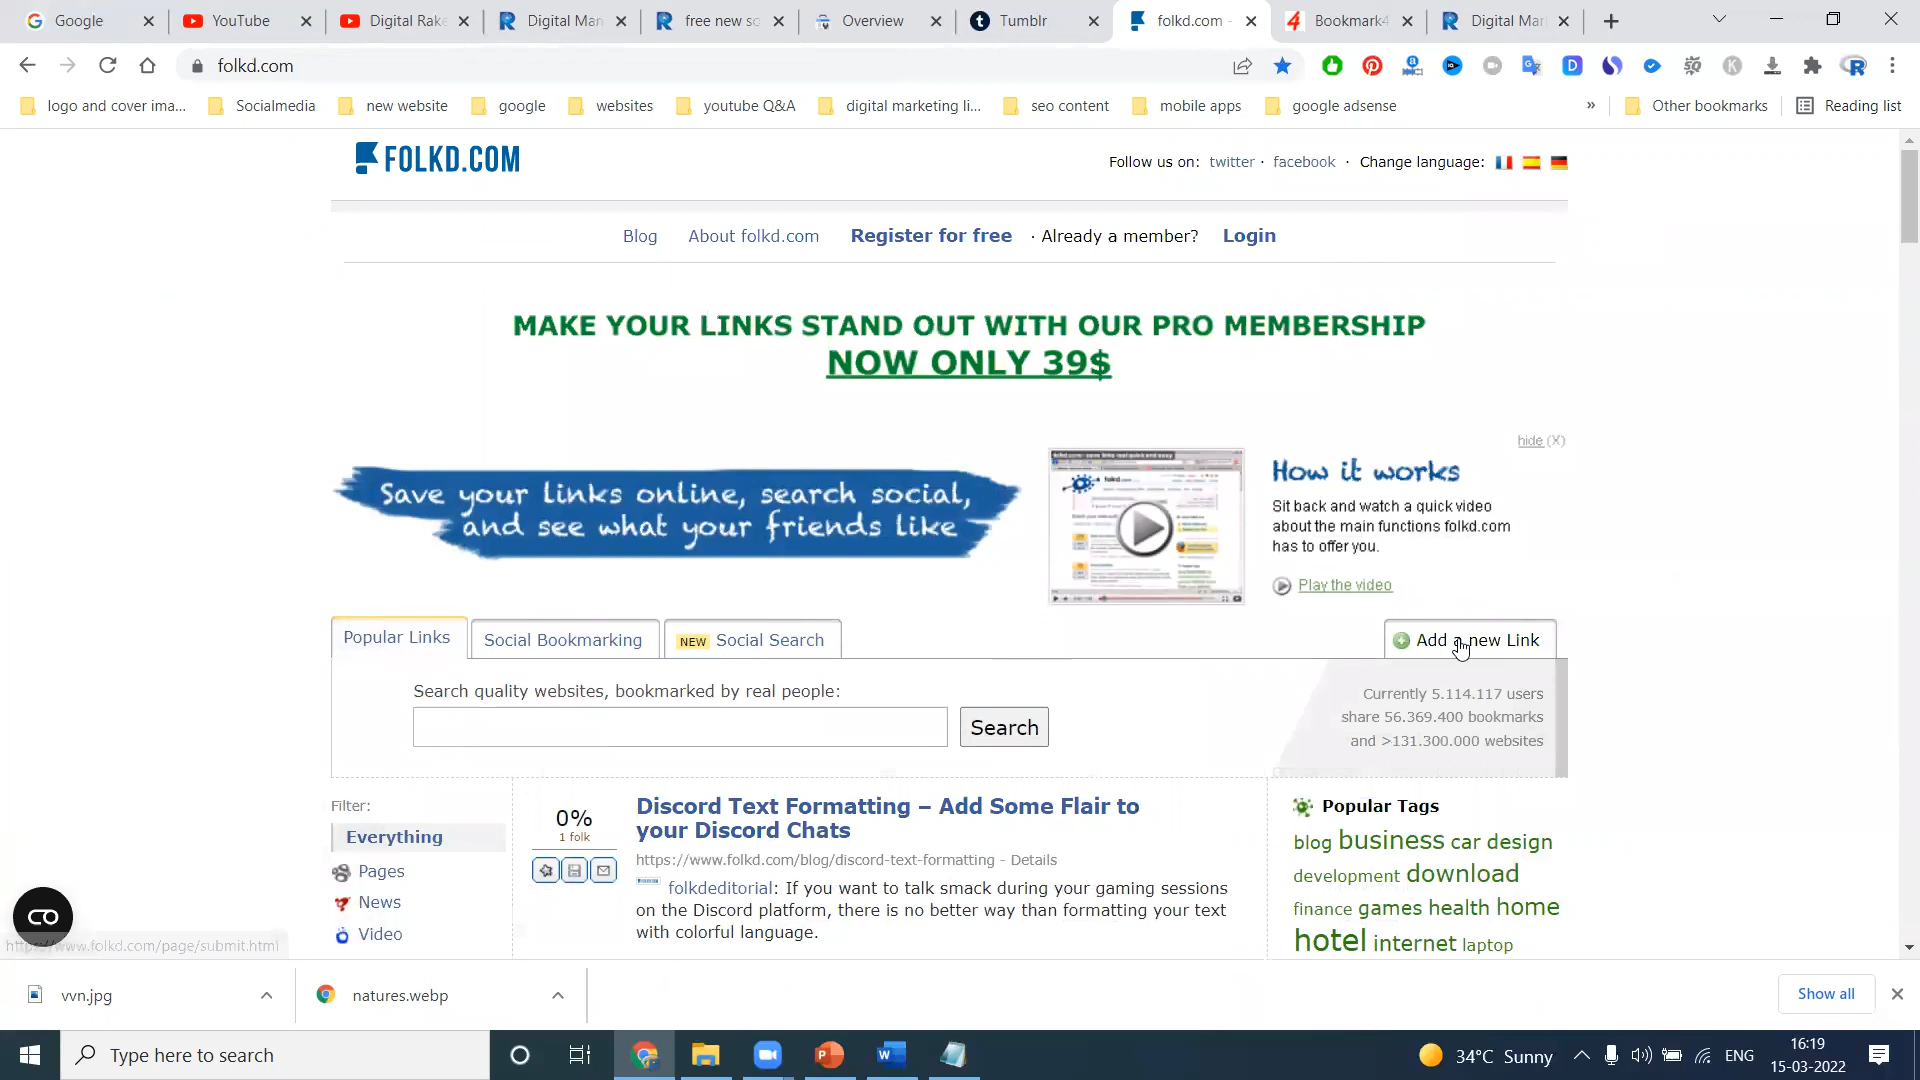 Google
YouTube
Digital Rake
Digital Man
free new so
Overview
Tumblr
folkd.com -
Bookmark4
Digital Mar
folkd.com
logo and cover ima...
Socialmedia
new website
google
websites
youtube Q&A
digital marketing li...
seo content
mobile apps
google adsense
»
Other bookmarks
Reading list
FOLKD.COM
Follow us on: twitter · facebook · Change language:
Blog
About folkd.com
Register for free
· Already a member?
Login
MAKE YOUR LINKS STAND OUT WITH OUR PRO MEMBERSHIP
NOW ONLY 39$
hide (X)
Save your links online, search social,
and see what your friends like
How it works
Sit back and watch a quick video
about the main functions folkd.com
has to offer you.
Play the video
Popular Links
Social Bookmarking
NEW Social Search
Add a new Link
Search quality websites, bookmarked by real people:
Search
Currently 5.114.117 users
share 56.369.400 bookmarks
and >131.300.000 websites
Filter:
Everything
Pages
News
Video
0%
1 folk
Discord Text Formatting – Add Some Flair to
your Discord Chats
https://www.folkd.com/blog/discord-text-formatting - Details
folkdeditorial: If you want to talk smack during your gaming sessions
on the Discord platform, there is no better way than formatting your text
with colorful language.
Popular Tags
blog business car design
development download
finance games health home
hotel internet laptop
https://www.folkd.com/page/submit.html
vvn.jpg
natures.webp
Show all
Type here to search
34°C Sunny
ENG
16:19
15-03-2022